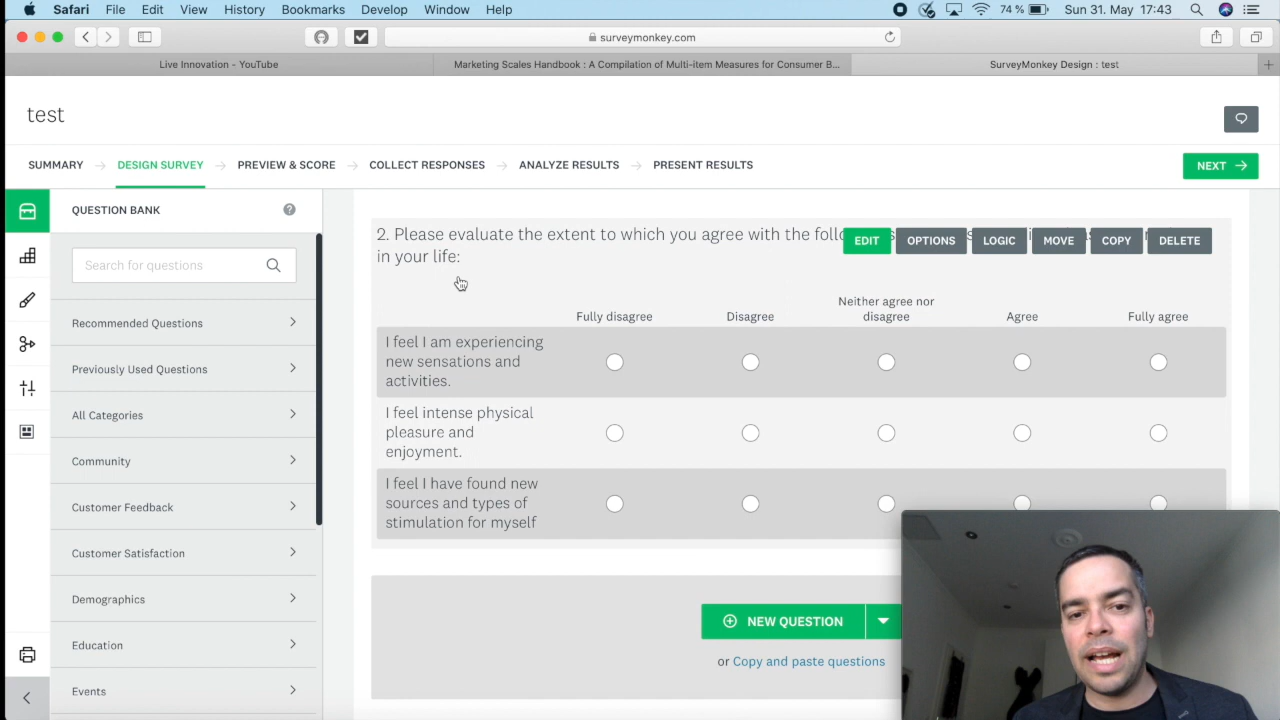 Safari File Edit View History Bookmarks Develop Window Help 74 % Sun 31. May 17:43
surveymonkey.com
Live Innovation - YouTube Marketing Scales Handbook : A Compilation of Multi-item Measures for Consumer B... SurveyMonkey Design : test
test
SUMMARY DESIGN SURVEY PREVIEW & SCORE COLLECT RESPONSES ANALYZE RESULTS PRESENT RESULTS NEXT
QUESTION BANK ?
Search for questions
Recommended Questions
Previously Used Questions
All Categories
Community
Customer Feedback
Customer Satisfaction
Demographics
Education
Events
2. Please evaluate the extent to which you agree with the
in your life:
EDIT OPTIONS LOGIC MOVE COPY DELETE
Fully disagree Disagree Neither agree nor disagree Agree Fully agree
I feel I am experiencing
new sensations and
activities.
I feel intense physical
pleasure and
enjoyment.
I feel I have found new
sources and types of
stimulation for myself
NEW QUESTION
or Copy and paste questions